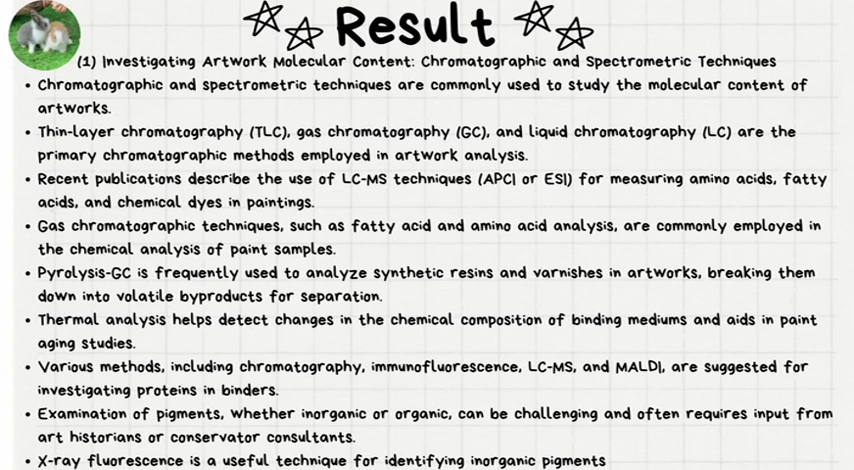 Result
(1) Investigating Artwork Molecular Content: Chromatographic and Spectrometric Techniques
• Chromatographic and spectrometric techniques are commonly used to study the molecular content of
artworks.
• Thin-layer chromatography (TLC), gas chromatography (GC), and liquid chromatography (LC) are the
primary chromatographic methods employed in artwork analysis.
• Recent publications describe the use of LC-MS techniques (APCI or ESI) for measuring amino acids, fatty
acids, and chemical dyes in paintings.
• Gas chromatographic techniques, such as fatty acid and amino acid analysis, are commonly employed in
the chemical analysis of paint samples.
• Pyrolysis-GC is frequently used to analyze synthetic resins and varnishes in artworks, breaking them
down into volatile byproducts for separation.
• Thermal analysis helps detect changes in the chemical composition of binding mediums and aids in paint
aging studies.
• Various methods, including chromatography, immunofluorescence, LC-MS, and MALDI, are suggested for
investigating proteins in binders.
• Examination of pigments, whether inorganic or organic, can be challenging and often requires input from
art historians or conservator consultants.
• X-ray fluorescence is a useful technique for identifying inorganic pigments